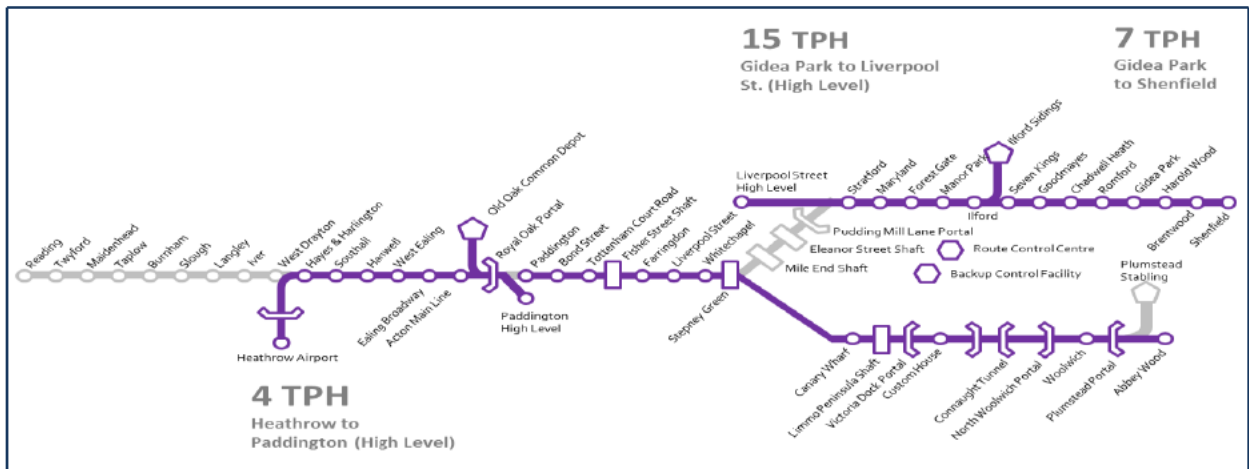 15 TPH
Gidea Park to Liverpool
St. (High Level)
7 TPH
Gidea Park
to Shenfield
Reading
Twyford
Maidenhead
Taplow
Burnham
Slough
Langley
Iver
West Drayton
Hayes & Harlington
Southall
Hanwell
West Ealing
Ealing Broadway
Acton Main Line
Old Oak Common Depot
Royal Oak Portal
Paddington
Bond Street
Tottenham Court Road
Fisher Street Shaft
Farringdon
Liverpool Street
Whitechapel
Stepney Green
Liverpool Street
High Level
Stratford
Maryland
Forest Gate
Manor Park
Ilford
Ilford Sidings
Seven Kings
Goodmayes
Chadwell Heath
Romford
Gidea Park
Harold Wood
Brentwood
Shenfield
Pudding Mill Lane Portal
Eleanor Street Shaft
Mile End Shaft
Route Control Centre
Backup Control Facility
Plumstead
Stabling
Paddington
High Level
Heathrow Airport
Canary Wharf
Limmo Peninsula Shaft
Victoria Dock Portal
Custom House
Connaught Tunnel
North Woolwich Portal
Woolwich
Plumstead Portal
Abbey Wood
4 TPH
Heathrow to
Paddington (High Level)